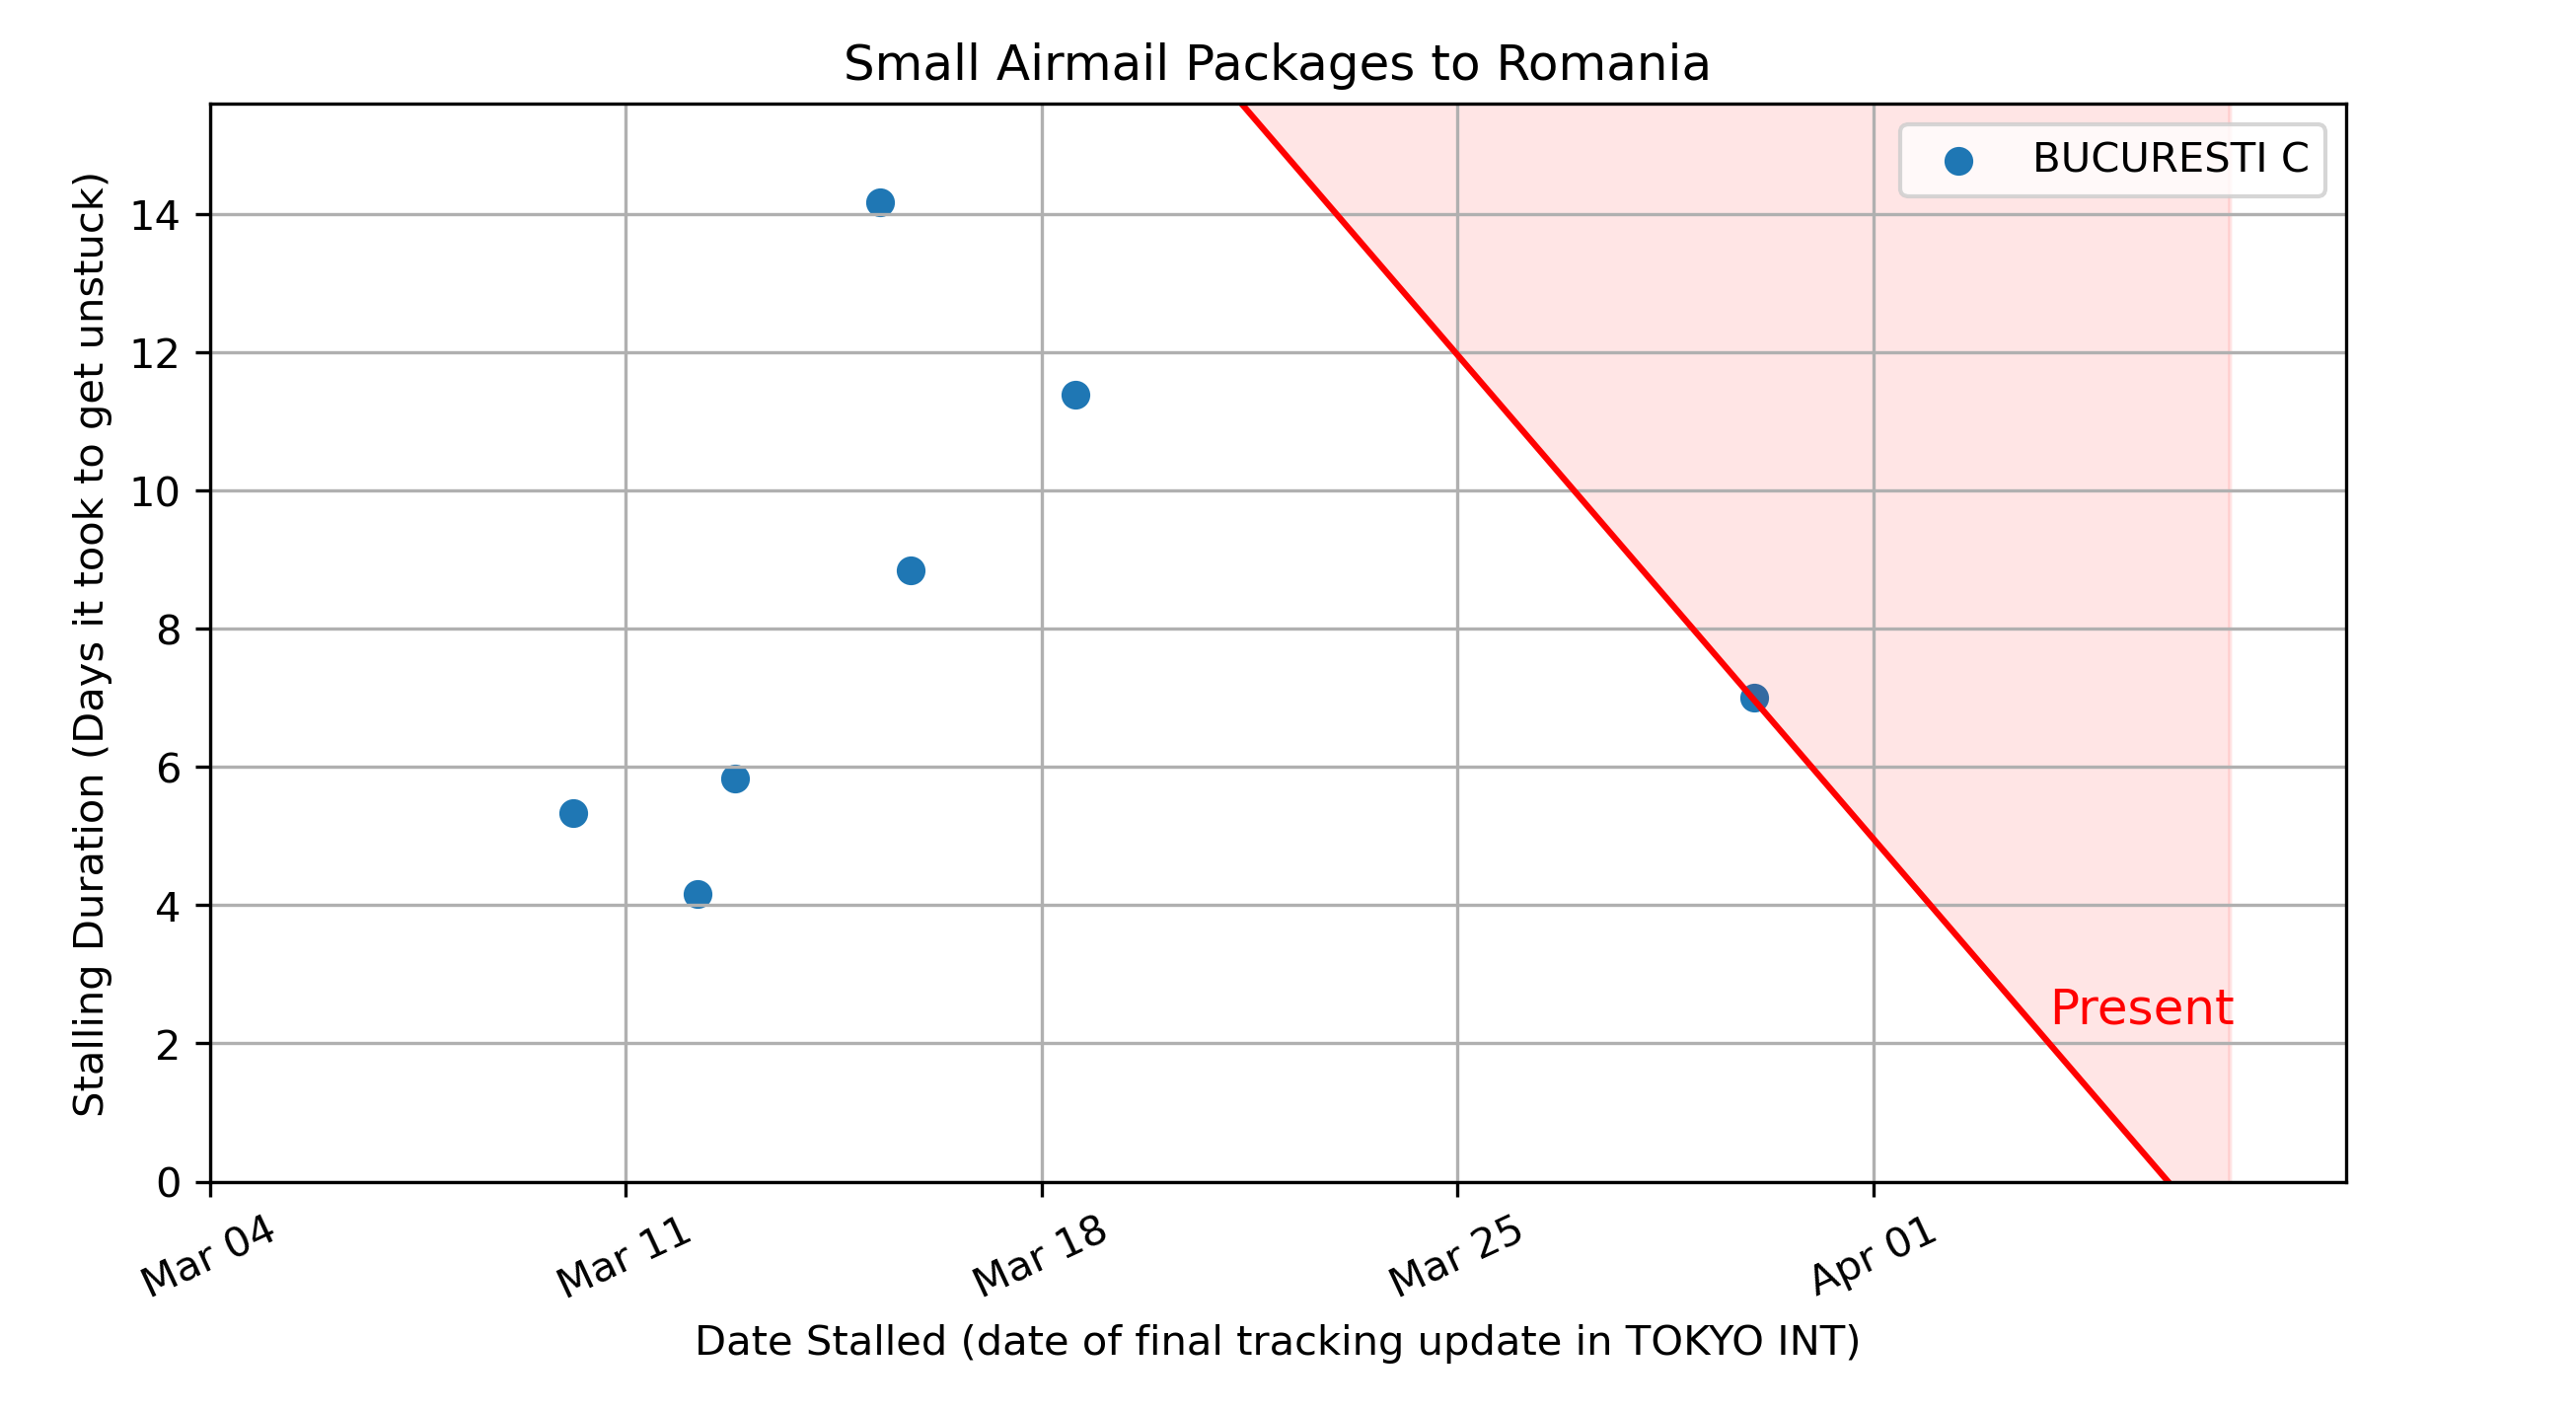 Small Airmail Packages to Romania
BUCURESTI C
Stalling Duration (Days it took to get unstuck)
14
12
10
8
6
4
2
0
Present
Mar 04
Mar 11
Mar 18
Mar 25
Apr 01
Date Stalled (date of final tracking update in TOKYO INT)